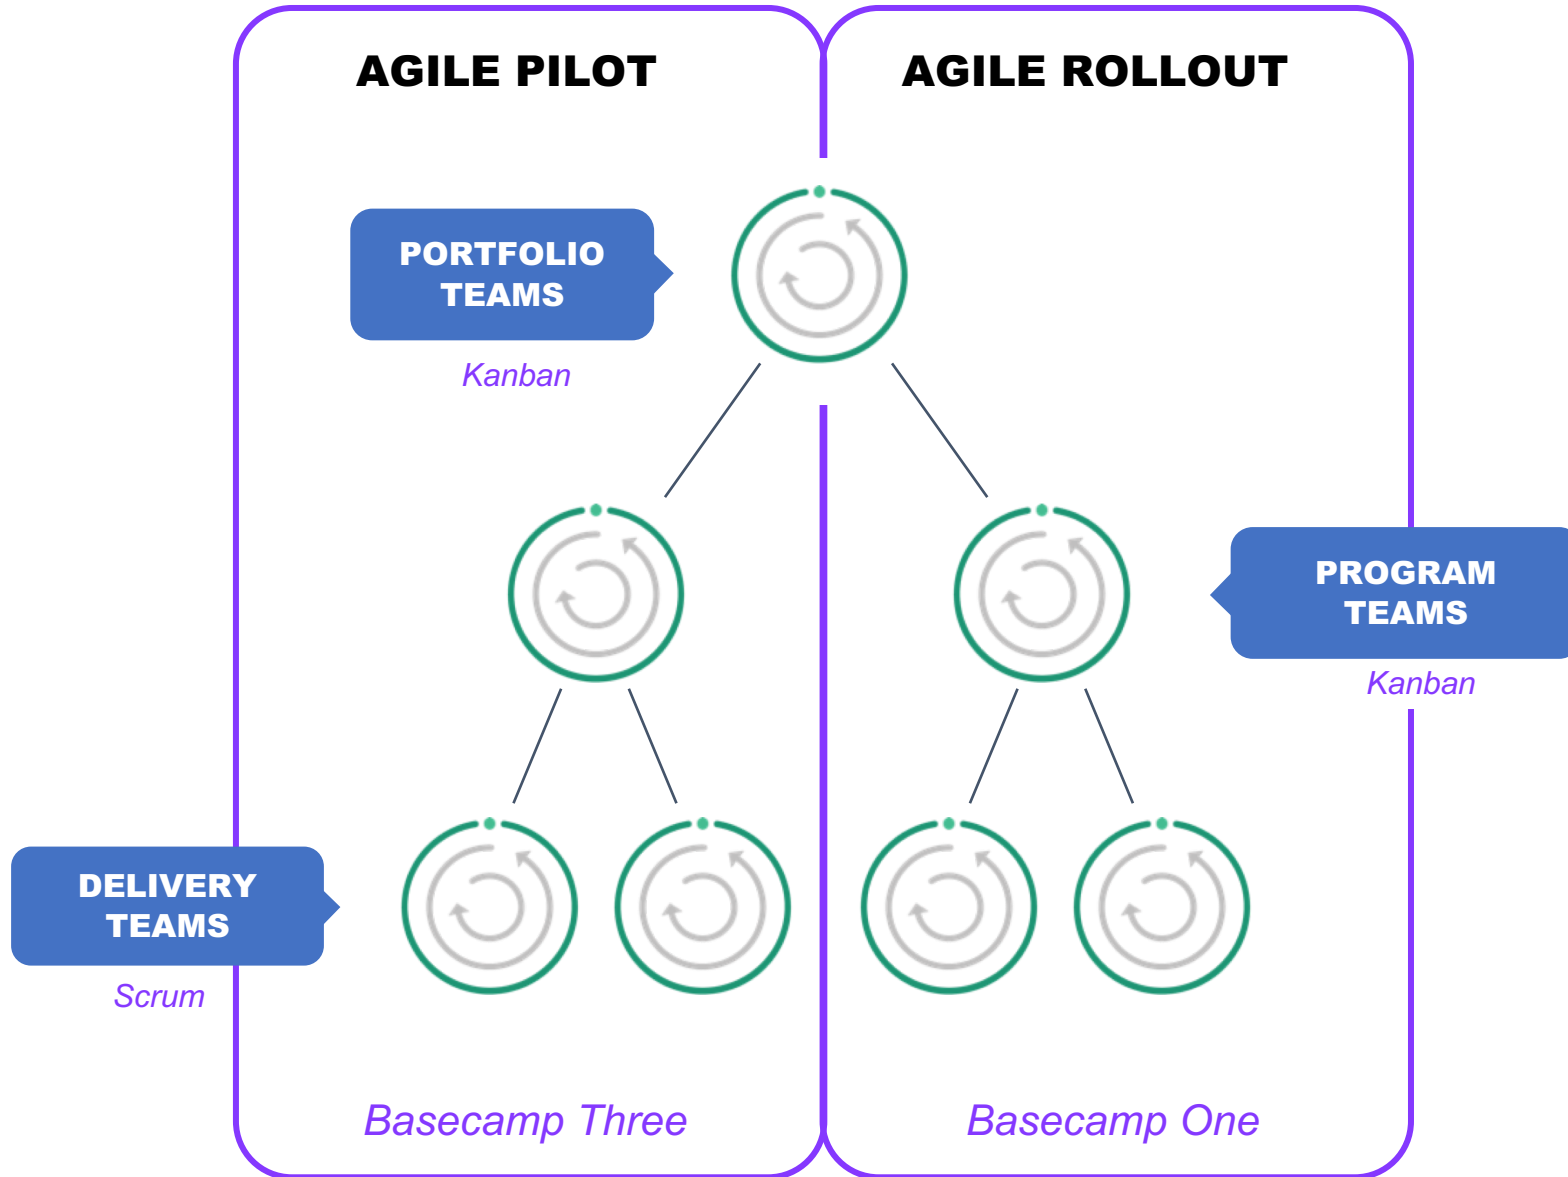 AGILE PILOT
AGILE ROLLOUT
PORTFOLIO
TEAMS
Kanban
PROGRAM
TEAMS
Kanban
DELIVERY
TEAMS
Scrum
Basecamp Three
Basecamp One